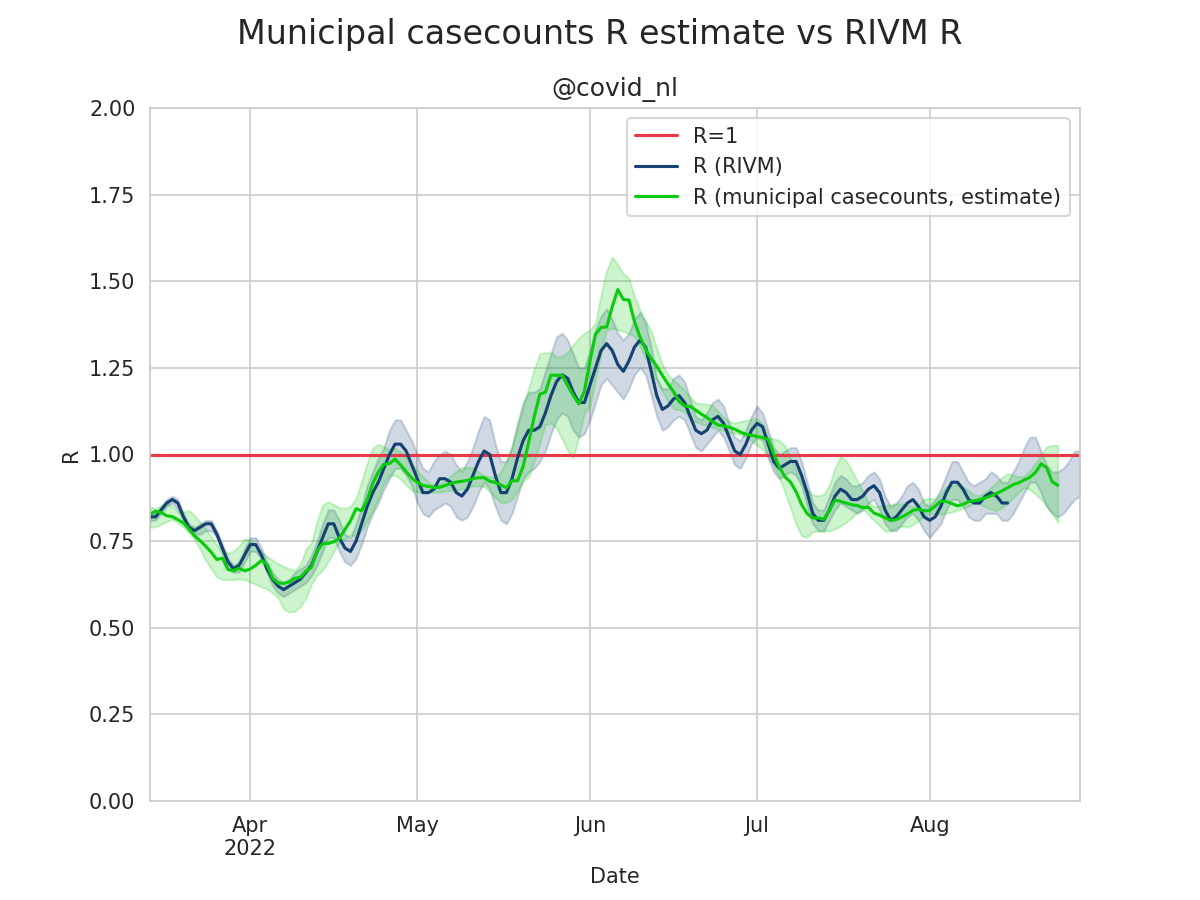 Municipal casecounts R estimate vs RIVM R
@covid_nl
2.00
1.75
1.50
1.25
1.00
0.75
0.50
0.25
0.00
R
R=1
R (RIVM)
R (municipal casecounts, estimate)
Apr
2022
May
Jun
Jul
Aug
Date